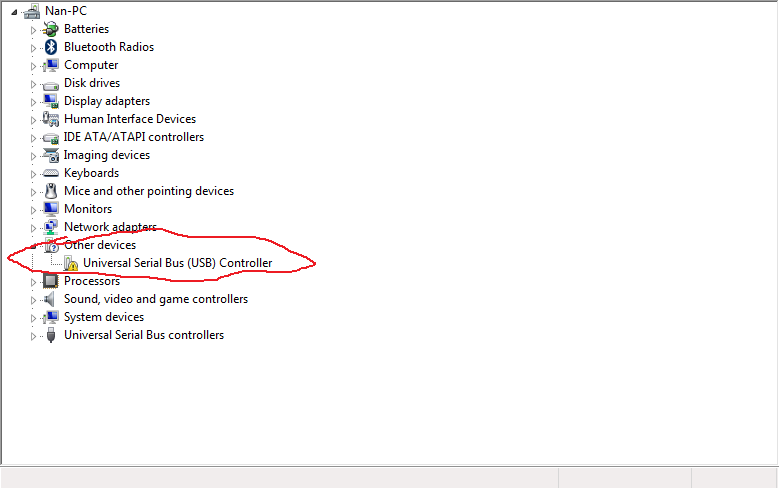 Nan-PC
Batteries
Bluetooth Radios
Computer
Disk drives
Display adapters
Human Interface Devices
IDE ATA/ATAPI controllers
Imaging devices
Keyboards
Mice and other pointing devices
Monitors
Network adapters
Other devices
Universal Serial Bus (USB) Controller
Processors
Sound, video and game controllers
System devices
Universal Serial Bus controllers